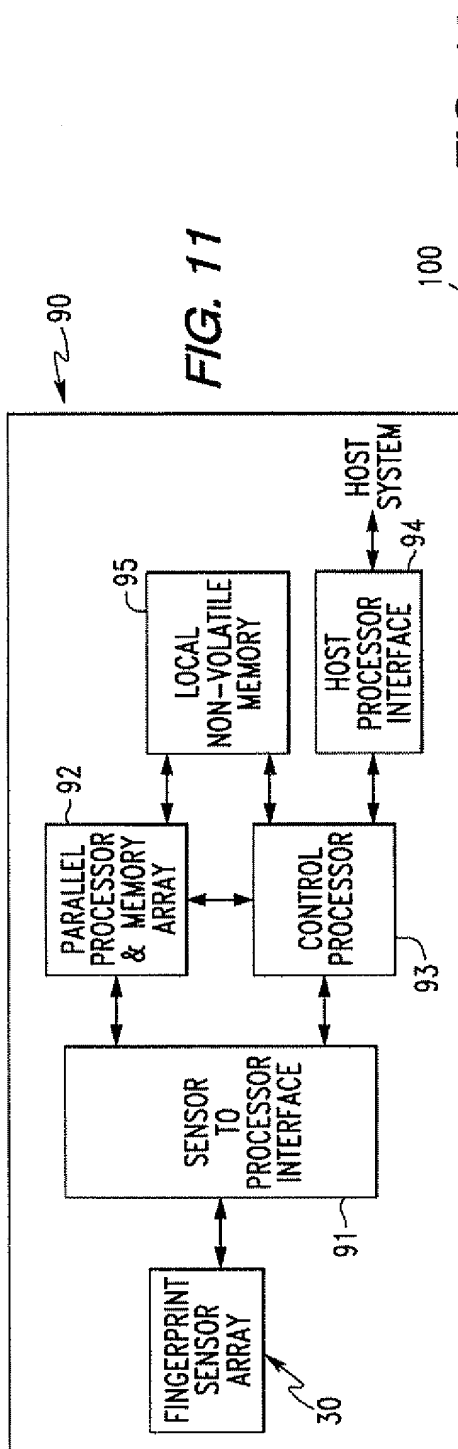 FIG. 11
90
FINGERPRINT
SENSOR
ARRAY
30
SENSOR
TO
PROCESSOR
INTERFACE
91
PARALLEL
PROCESSOR
& MEMORY
ARRAY
92
CONTROL
PROCESSOR
93
LOCAL
NON-VOLATILE
MEMORY
95
HOST
PROCESSOR
INTERFACE
94
HOST
SYSTEM
100